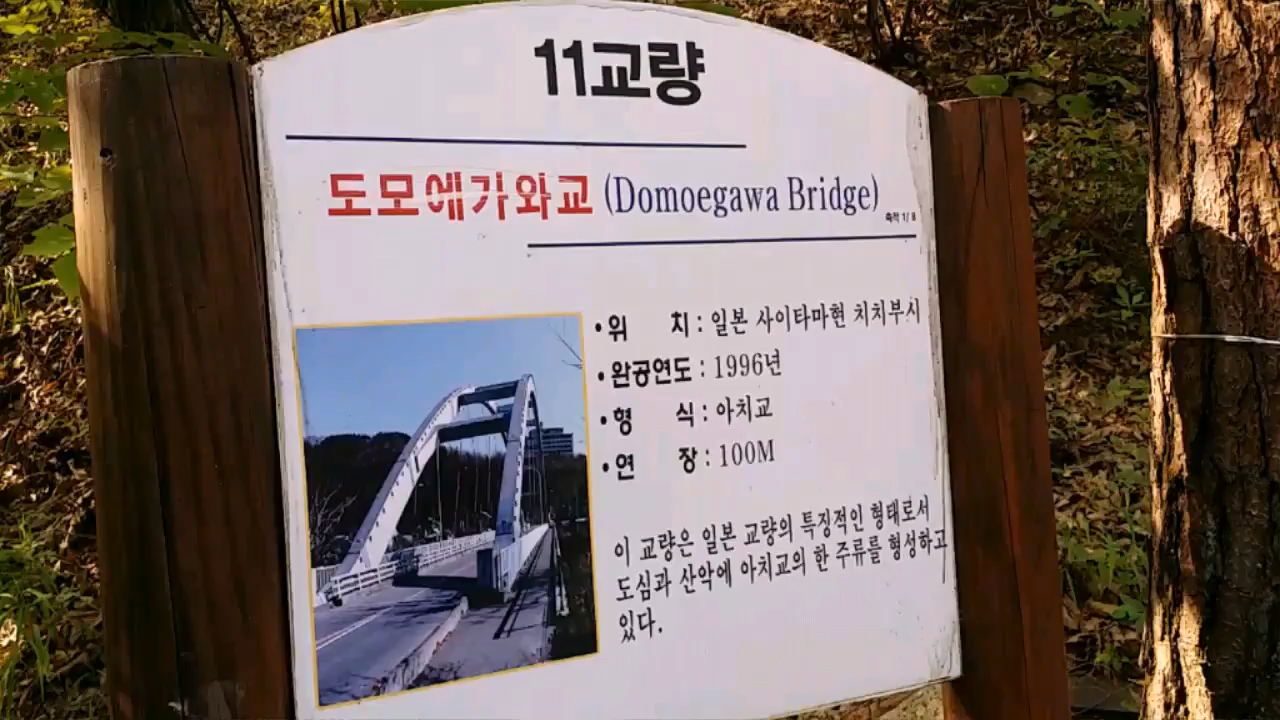 11교량
도모에가와교 (Domoegawa Bridge)
축척 1/8
• 위 치 : 일본 사이타마현 치치부시
• 완공연도 : 1996년
• 형 식 : 아치교
• 연 장 : 100M
이 교량은 일본 교량의 특징적인 형태로서
도심과 산악에 아치교의 한 주류를 형성하고
있다.